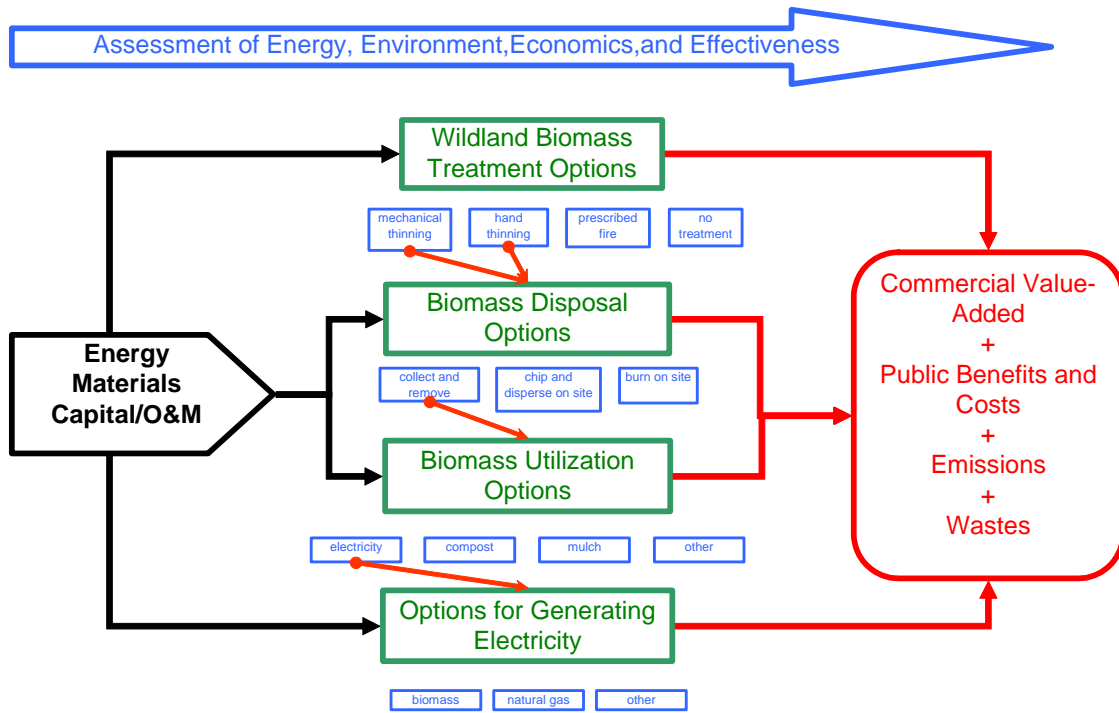 Assessment of Energy, Environment,Economics,and Effectiveness
Wildland Biomass
Treatment Options
mechanical
thinning
hand
thinning
prescribed
fire
no
treatment
Biomass Disposal
Options
Energy
Materials
Capital/O&M
collect and
remove
chip and
disperse on site
burn on site
Biomass Utilization
Options
electricity
compost
mulch
other
Options for Generating
Electricity
biomass
natural gas
other
Commercial Value-
Added
+
Public Benefits and
Costs
+
Emissions
+
Wastes